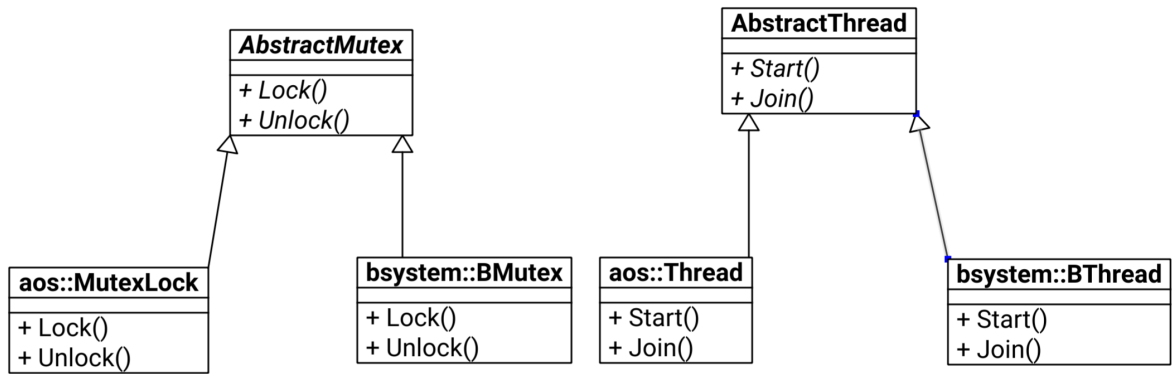 AbstractMutex
+ Lock()
+ Unlock()
AbstractThread
+ Start()
+ Join()
aos::MutexLock
+ Lock()
+ Unlock()
bsystem::BMutex
+ Lock()
+ Unlock()
aos::Thread
+ Start()
+ Join()
bsystem::BThread
+ Start()
+ Join()